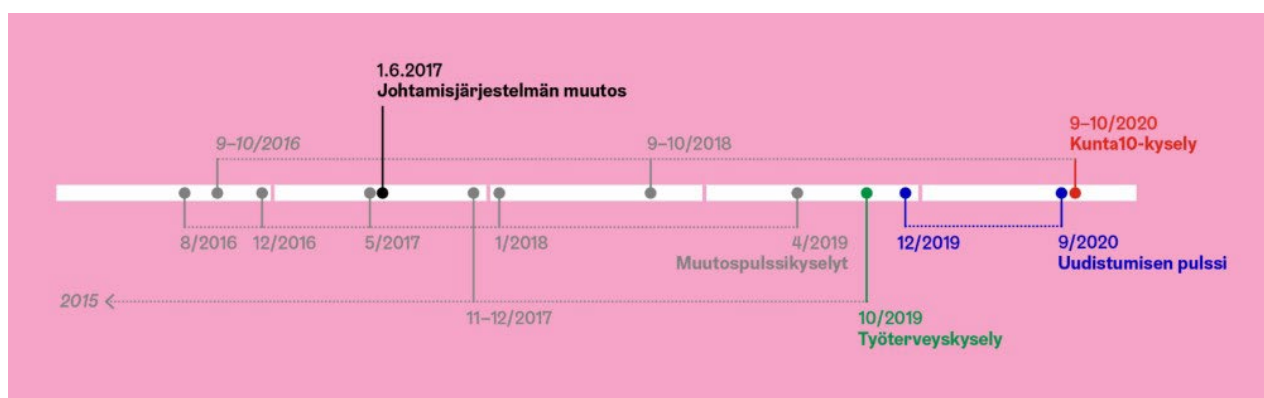 1.6.2017
Johtamisjärjestelmän muutos
9–10/2016
9–10/2018
9–10/2020
Kunta10-kysely
8/2016
12/2016
5/2017
1/2018
4/2019
Muutospulssikyselyt
12/2019
9/2020
Uudistumisen pulssi
2015
11–12/2017
10/2019
Työterveyskysely